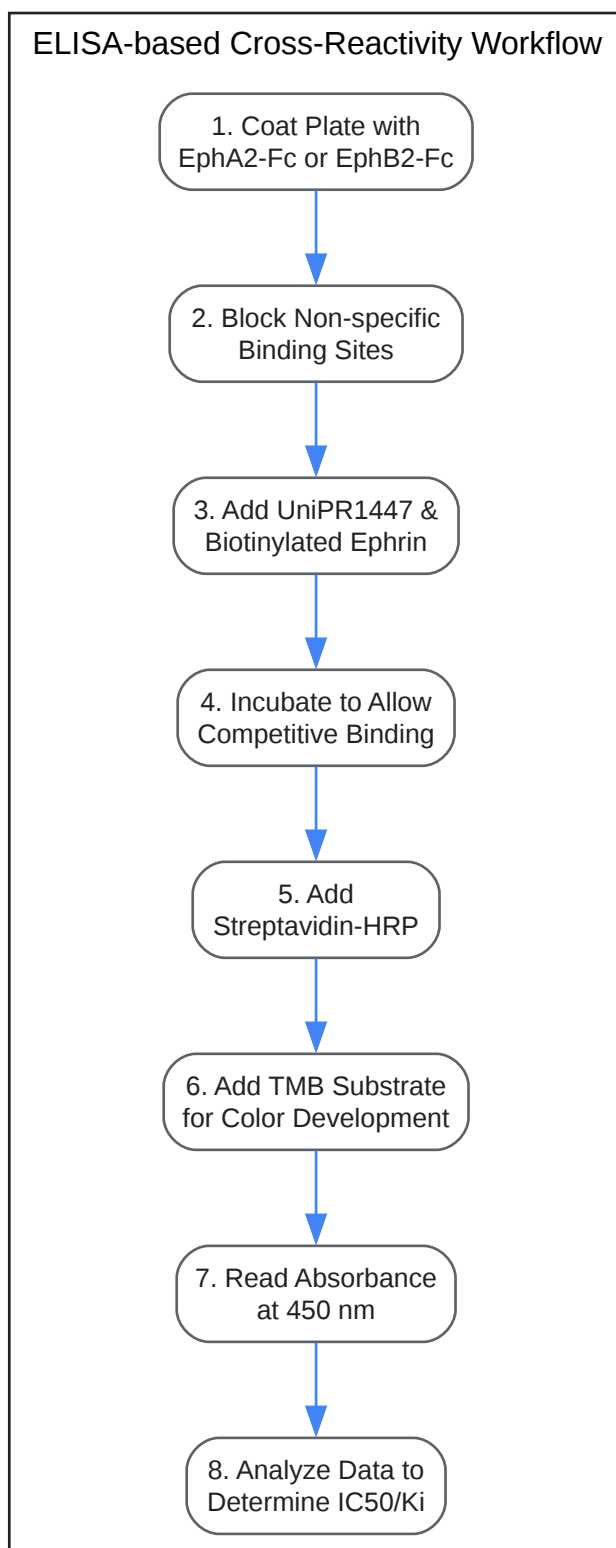 ELISA-based Cross-Reactivity Workflow
1. Coat Plate with
EphA2-Fc or EphB2-Fc
2. Block Non-specific
Binding Sites
3. Add UniPR1447 &
Biotinylated Ephrin
4. Incubate to Allow
Competitive Binding
5. Add
Streptavidin-HRP
6. Add TMB Substrate
for Color Development
7. Read Absorbance
at 450 nm
8. Analyze Data to
Determine IC50/Ki